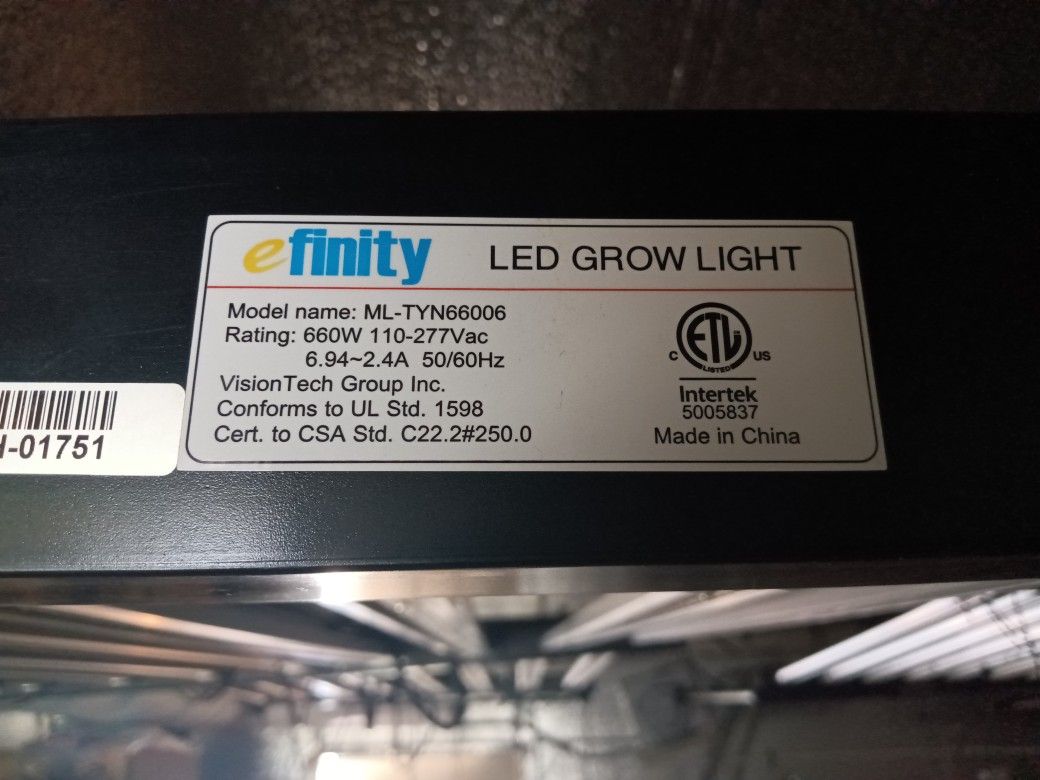 efinity LED GROW LIGHT
Model name: ML-TYN66006
Rating: 660W 110-277Vac
6.94~2.4A 50/60Hz
VisionTech Group Inc.
Conforms to UL Std. 1598
Cert. to CSA Std. C22.2#250.0
C ETL US
LISTED
Intertek
5005837
Made in China
-01751